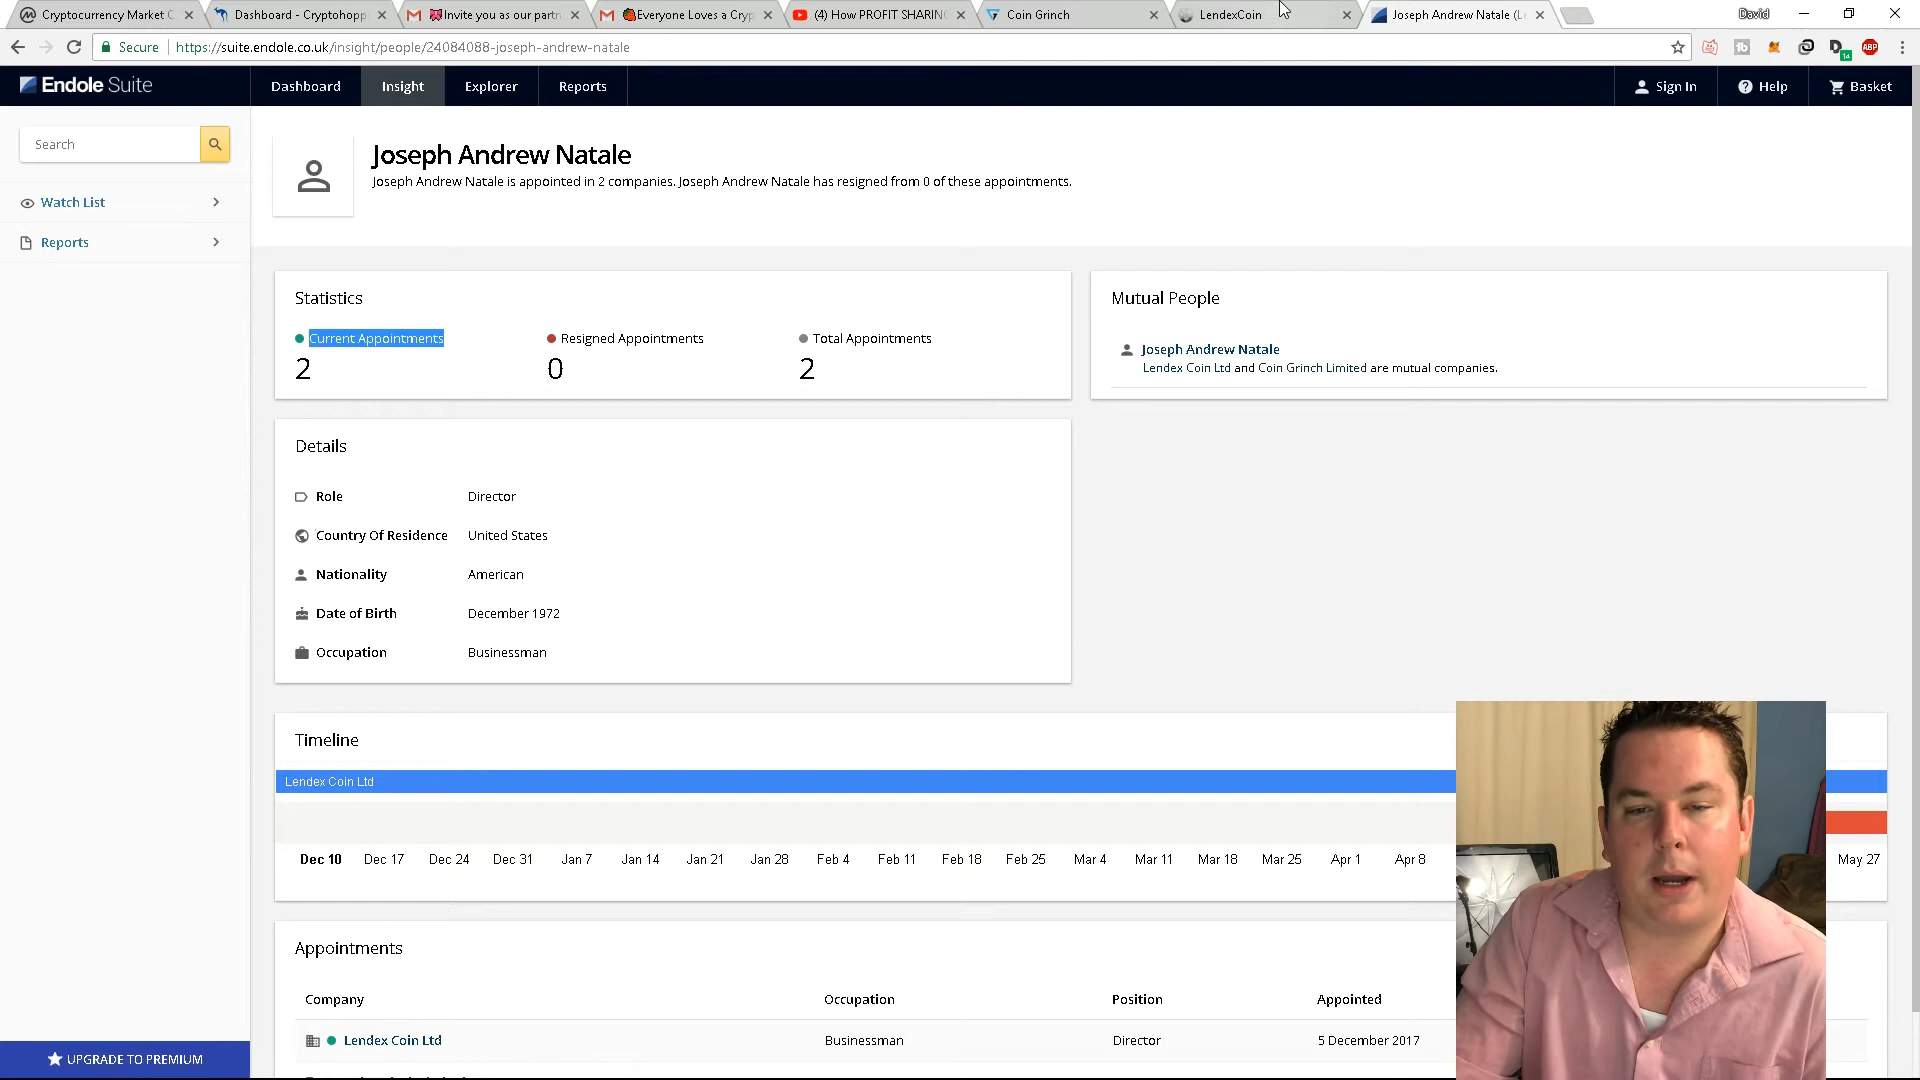 Cryptocurrency Market C
Dashboard - Cryptohopp
Invite you as our partn
Everyone Loves a Cryp
(4) How PROFIT SHARING
Coin Grinch
LendexCoin
Joseph Andrew Natale (Le
David
Secure
https://suite.endole.co.uk/insight/people/24084088-joseph-andrew-natale
ABP
14
Endole Suite
Dashboard
Insight
Explorer
Reports
Sign In
Help
Basket
Search
Watch List
Reports
Joseph Andrew Natale
Joseph Andrew Natale is appointed in 2 companies. Joseph Andrew Natale has resigned from 0 of these appointments.
Statistics
Current Appointments
2
Resigned Appointments
0
Total Appointments
2
Mutual People
Joseph Andrew Natale
Lendex Coin Ltd and Coin Grinch Limited are mutual companies.
Details
Role Director
Country Of Residence United States
Nationality American
Date of Birth December 1972
Occupation Businessman
Timeline
Lendex Coin Ltd
Dec 10 Dec 17 Dec 24 Dec 31 Jan 7 Jan 14 Jan 21 Jan 28 Feb 4 Feb 11 Feb 18 Feb 25 Mar 4 Mar 11 Mar 18 Mar 25 Apr 1 Apr 8 May 27
Appointments
Company Occupation Position Appointed
Lendex Coin Ltd Businessman Director 5 December 2017
UPGRADE TO PREMIUM